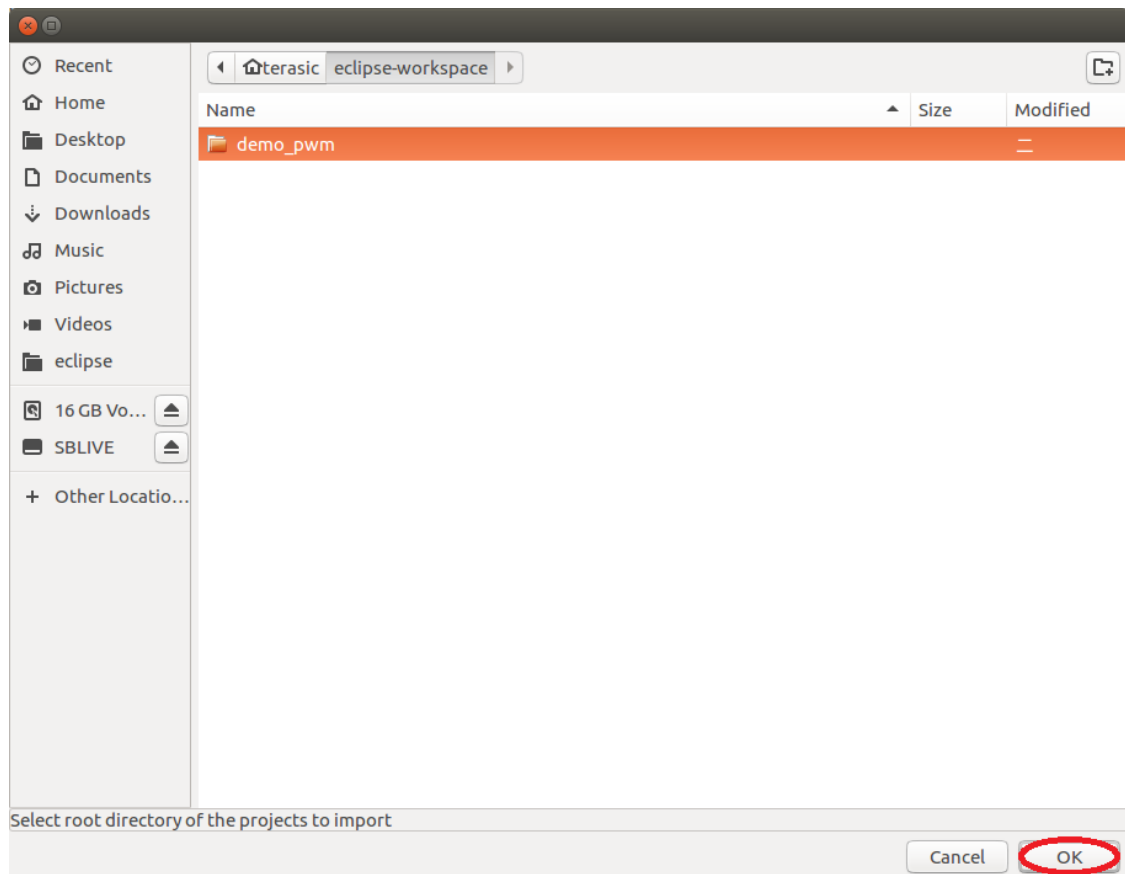 Recent
Home
Desktop
Documents
Downloads
Music
Pictures
Videos
eclipse
16 GB Vo...
SBLIVE
+ Other Locatio...
terasic eclipse-workspace
Name Size Modified
demo_pwm 二
Select root directory of the projects to import
Cancel OK